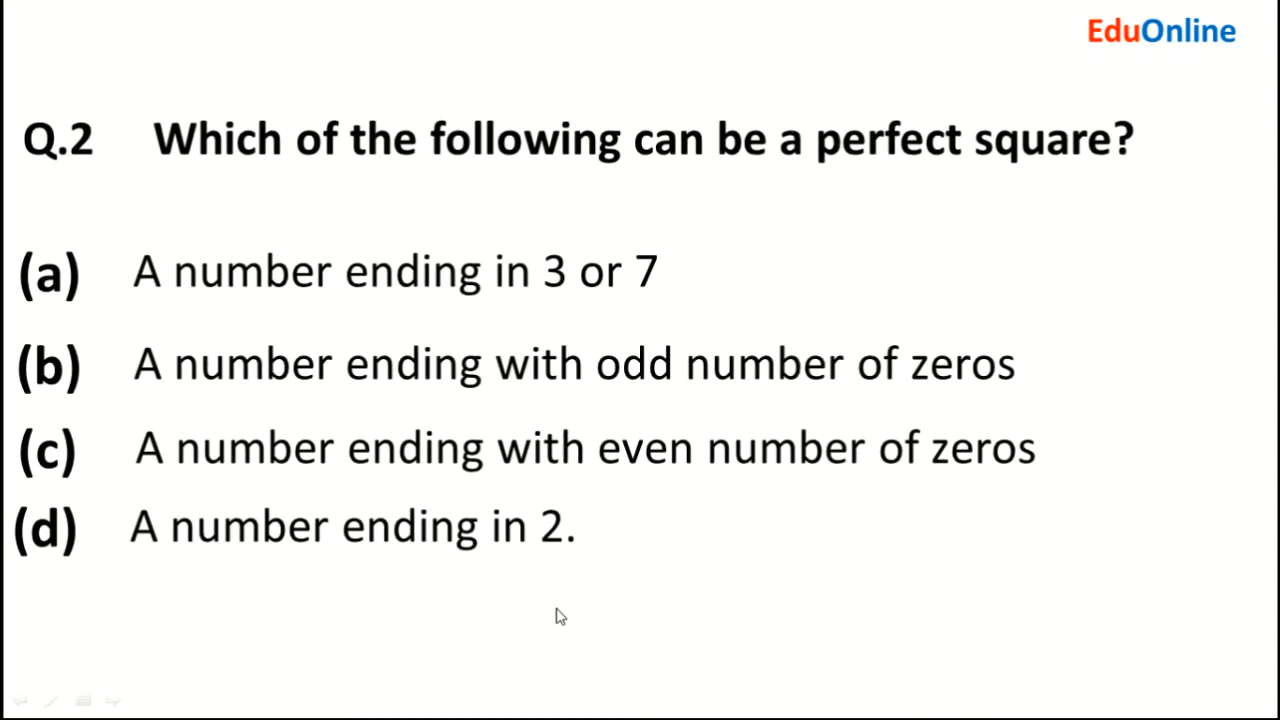 EduOnline
Q.2 Which of the following can be a perfect square?
(a) A number ending in 3 or 7
(b) A number ending with odd number of zeros
(c) A number ending with even number of zeros
(d) A number ending in 2.